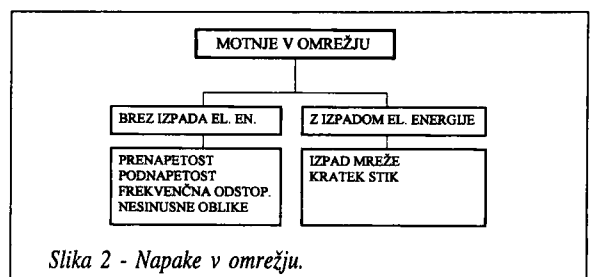 MOTNJE V OMREŽJU
BREZ IZPADA EL. EN.
Z IZPADOM EL. ENERGIJE
PRENAPETOST
PODNAPETOST
FREKVENČNA ODSTOP.
NESINUSNE OBLIKE
IZPAD MREŽE
KRATEK STIK
Slika 2 - Napake v omrežju.